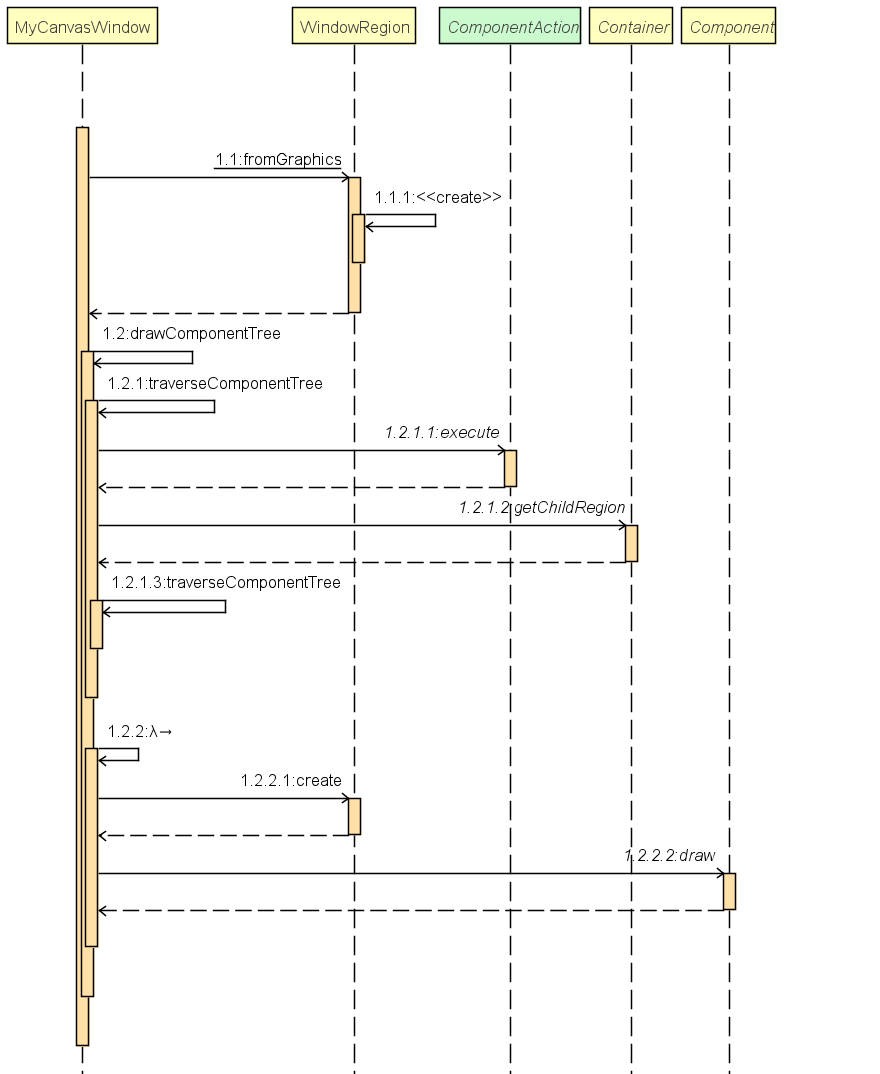 MyCanvasWindow
WindowRegion
ComponentAction
Container
Component
1.1:fromGraphics
1.1.1:<<create>>
1.2:drawComponentTree
1.2.1:traverseComponentTree
1.2.1.1:execute
1.2.1.2:getChildRegion
1.2.1.3:traverseComponentTree
1.2.2:λ→
1.2.2.1:create
1.2.2.2:draw